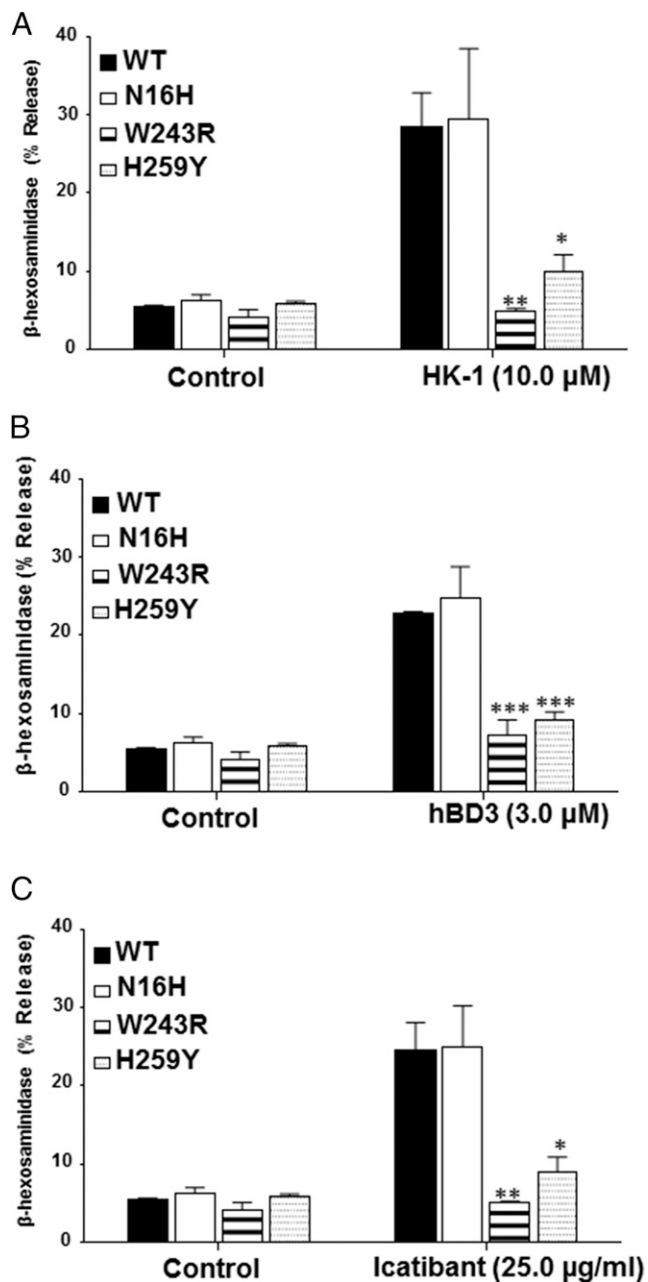 A
β-hexosaminidase (% Release)
40
30
20
10
0
WT
N16H
W243R
H259Y
**
*
Control
HK-1 (10.0 μM)
B
β-hexosaminidase (% Release)
40
30
20
10
0
WT
N16H
W243R
H259Y
***
***
Control
hBD3 (3.0 μM)
C
β-hexosaminidase (% Release)
40
30
20
10
0
WT
N16H
W243R
H259Y
**
*
Control
Icatibant (25.0 μg/ml)